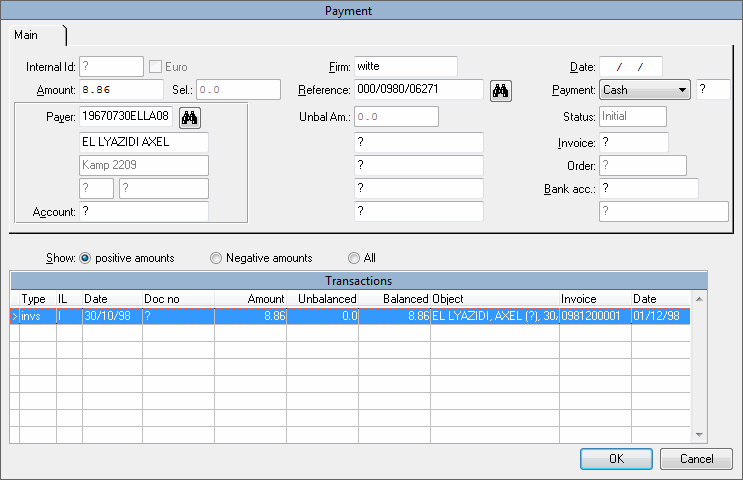 Payment
Main
Internal Id: ? Euro Firm: witte Date: / /
Amount: 8.86 Sel.: 0.0 Reference: 000/0980/06271 Payment: Cash ?
Payer: 19670730ELLA08 Unbal Am.: 0.0 Status: Initial
EL LYAZIDI AXEL ? Invoice: ?
Kamp 2209 ? Order: ?
? ? ? Bank acc.: ?
Account: ? ? ?
Show: positive amounts Negative amounts All
Transactions
Type IL Date Doc no Amount Unbalanced Balanced Object Invoice Date
> invs I 30/10/98 ? 8.86 0.0 8.86 EL LYAZIDI, AXEL (?), 30/ 0981200001 01/12/98
OK Cancel